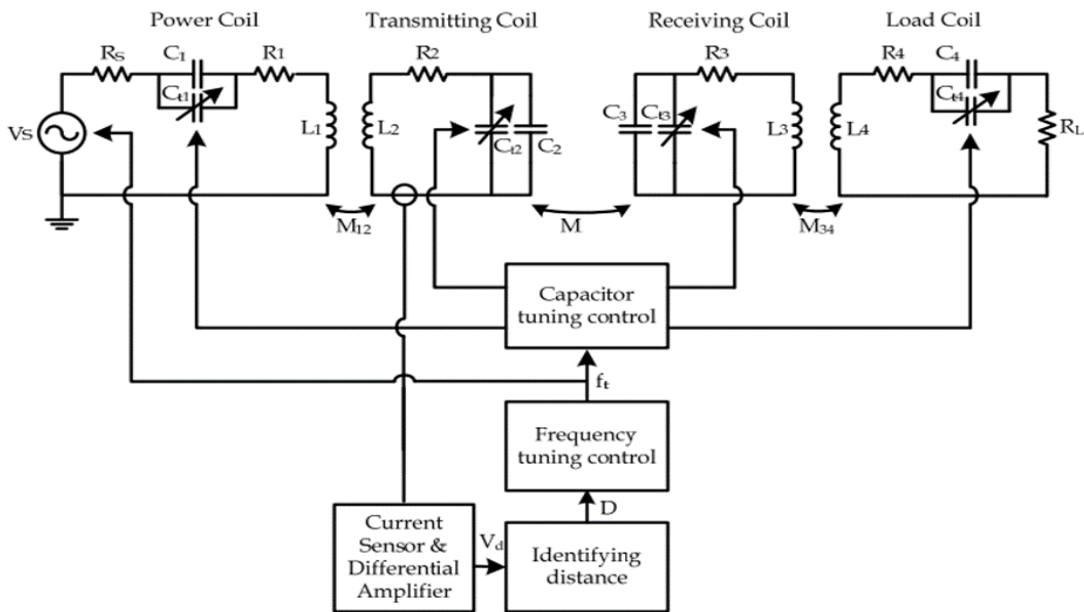 Power Coil
Transmitting Coil
Receiving Coil
Load Coil
RS
C1
R1
R2
R3
R4
C4
Ct1
Ct4
VS
L1
L2
Ct2
C2
C3
Ct3
L3
L4
RL
M12
M
M34
Capacitor
tuning control
ft
Frequency
tuning control
D
Current
Sensor &
Differential
Amplifier
Vd
Identifying
distance